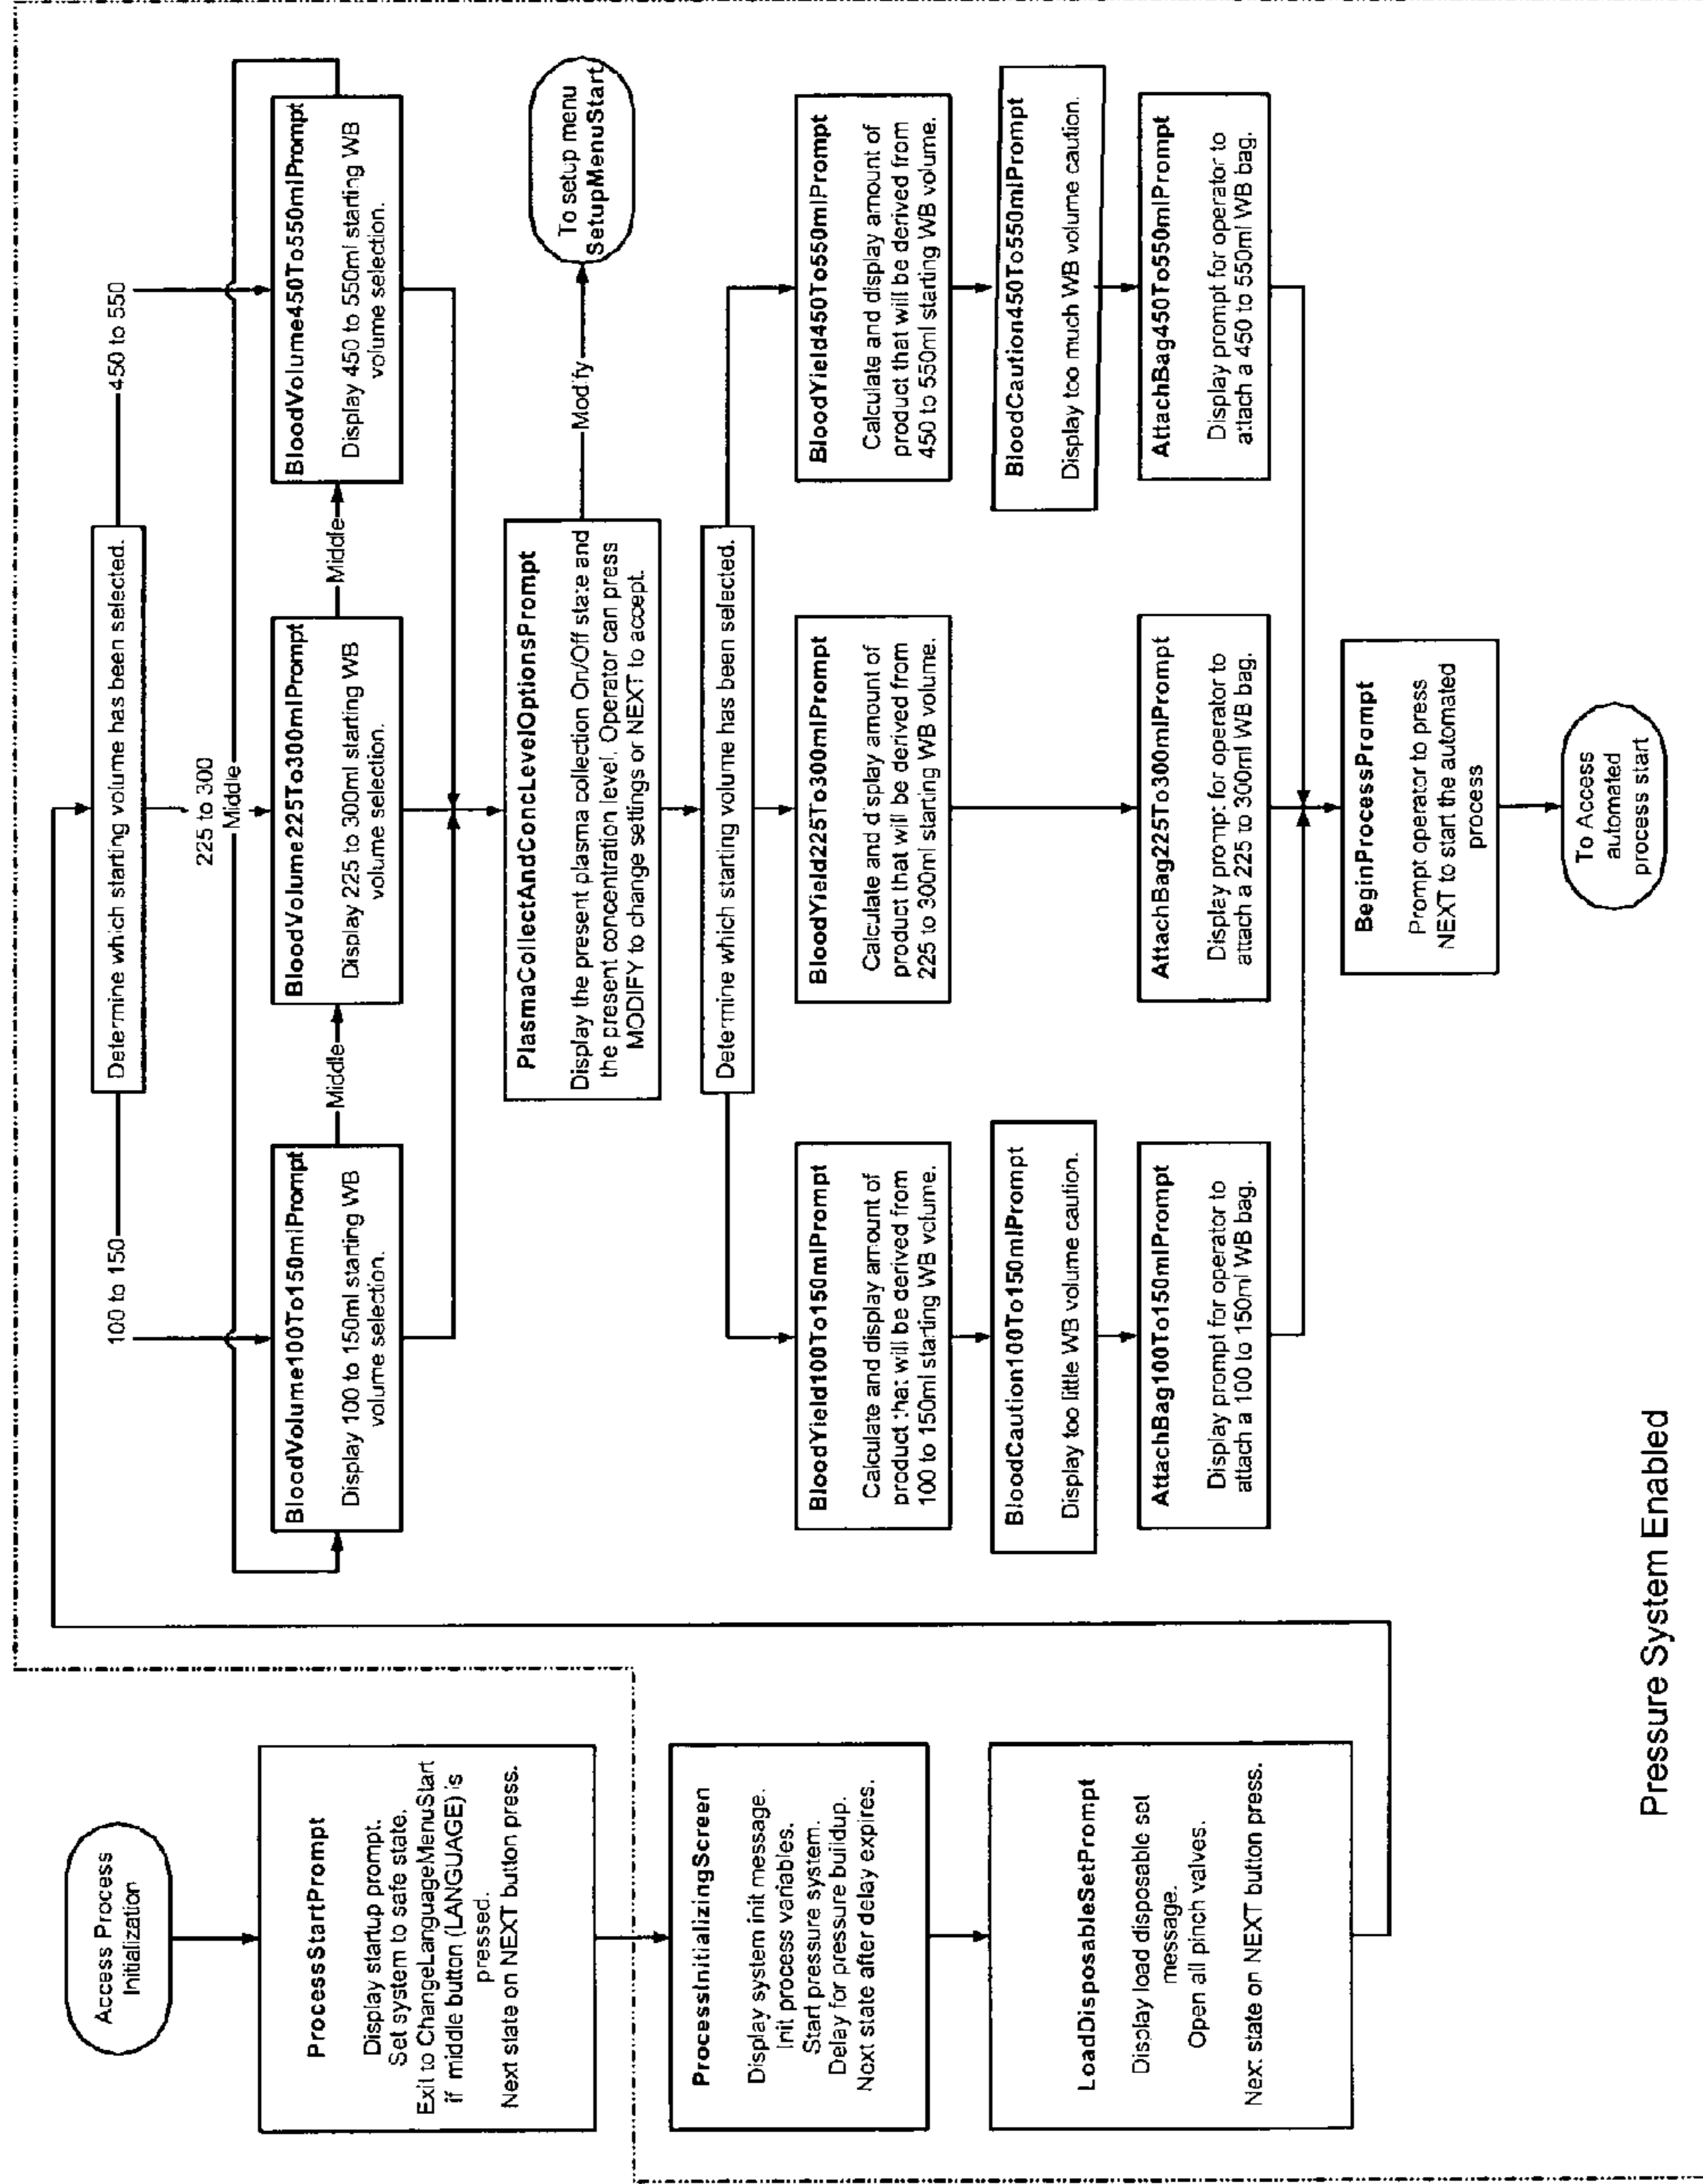 Access Process
Initialization
ProcessStartPrompt
Display startup prompt.
Set system to safe state.
Exit to ChangeLanguageMenuStart
if middle button (LANGUAGE) is
pressed.
Next state on NEXT button press.
ProcessInitializingScreen
Display system init message.
Init process variables.
Start pressure system.
Delay for pressure buildup.
Next state after delay expires.
LoadDisposableSetPrompt
Display load disposable set
message.
Open all pinch valves.
Next state on NEXT button press.
Determine which starting volume has been selected.
100 to 150
225 to 300
450 to 550
Middle
BloodVolume100To150mlPrompt
Display 100 to 150ml starting WB
volume selection.
Middle
BloodVolume225To300mlPrompt
Display 225 to 300ml starting WB
volume selection.
Middle
BloodVolume450To550mlPrompt
Display 450 to 550ml starting WB
volume selection.
PlasmaCollectAndConcLevelOptionsPrompt
Display the present plasma collection On/Off state and
the present concentration level. Operator can press
MODIFY to change settings or NEXT to accept.
Modify
To setup menu
SetupMenuStart
Determine which starting volume has been selected.
BloodYield100To150mlPrompt
Calculate and display amount of
product that will be derived from
100 to 150ml starting WB volume.
BloodYield225To300mlPrompt
Calculate and display amount of
product that will be derived from
225 to 300ml starting WB volume.
BloodYield450To550mlPrompt
Calculate and display amount of
product that will be derived from
450 to 550ml starting WB volume.
BloodCaution100To150mlPrompt
Display too little WB volume caution.
BloodCaution450To550mlPrompt
Display too much WB volume caution.
AttachBag100To150mlPrompt
Display prompt for operator to
attach a 100 to 150ml WB bag.
AttachBag225To300mlPrompt
Display prompt for operator to
attach a 225 to 300ml WB bag.
AttachBag450To550mlPrompt
Display prompt for operator to
attach a 450 to 550ml WB bag.
BeginProcessPrompt
Prompt operator to press
NEXT to start the automated
process
To Access
automated
process start
Pressure System Enabled